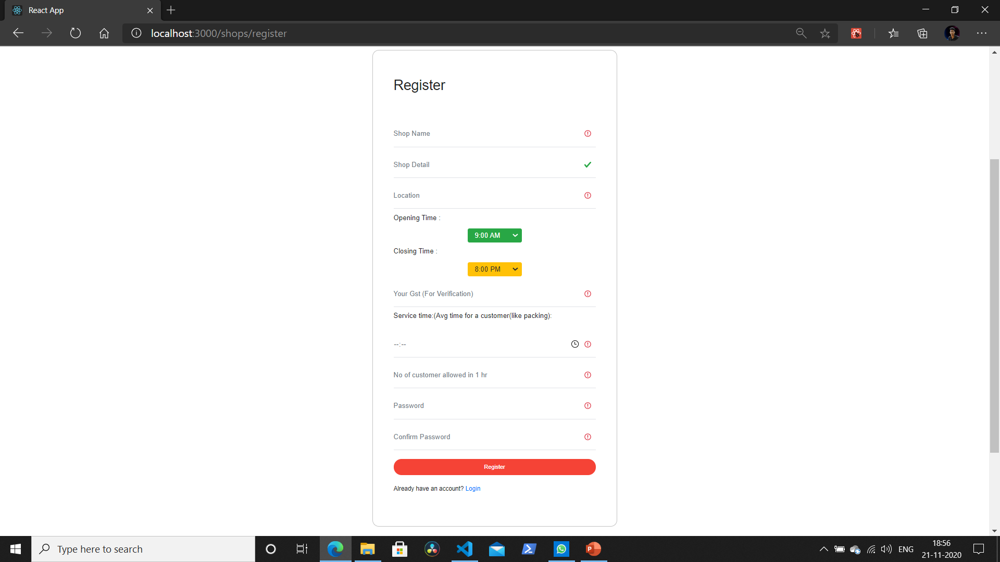 React App
localhost:3000/shops/register
Register
Shop Name
Shop Detail
Location
Opening Time :
9:00 AM
Closing Time :
8:00 PM
Your Gst (For Verification)
Service time:(Avg time for a customer(like packing):
--:--
No of customer allowed in 1 hr
Password
Confirm Password
Register
Already have an account? Login
Type here to search
ENG
18:56
21-11-2020